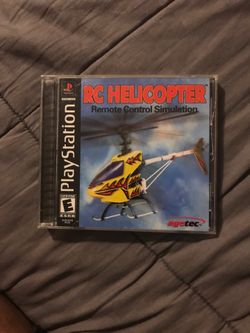 PlayStation
RC HELICOPTER
Remote Control Simulation
E
agetec